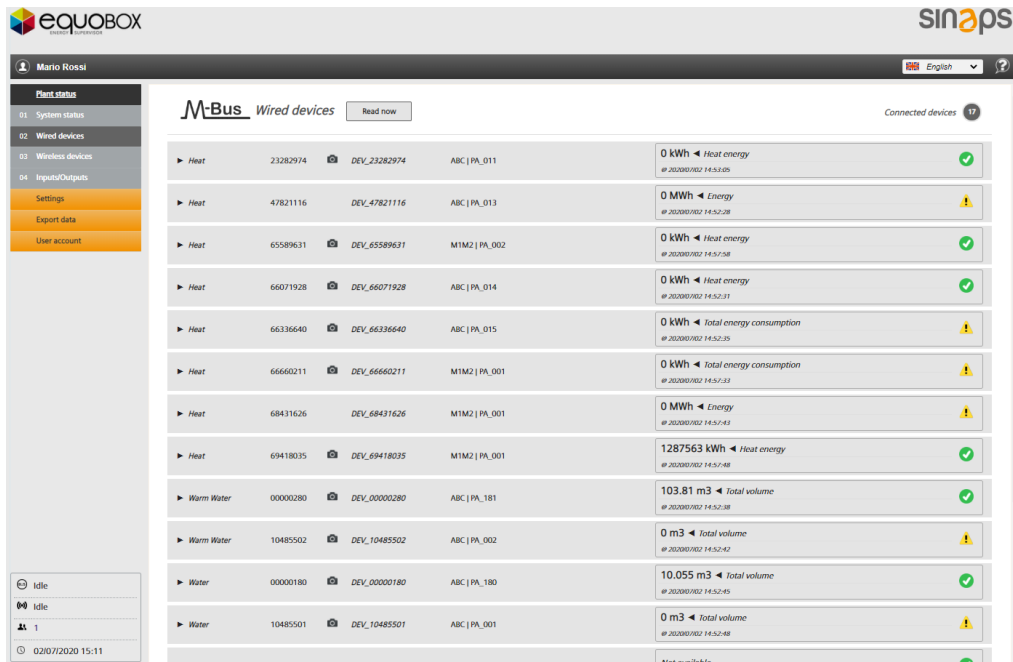 equobox
ENERGY SUPERVISOR
sinaps
Mario Rossi
English
?
Plant status
01 System status
02 Wired devices
03 Wireless devices
04 Inputs/Outputs
Settings
Export data
User account
M-Bus Wired devices Read now
Connected devices 17
Heat 23282974 DEV_23282974 ABC | PA_011 0 kWh ◄ Heat energy
@ 2020/07/02 14:53:05
Heat 47821116 DEV_47821116 ABC | PA_013 0 MWh ◄ Energy
@ 2020/07/02 14:52:28
Heat 65589631 DEV_65589631 M1M2 | PA_002 0 kWh ◄ Heat energy
@ 2020/07/02 14:57:58
Heat 66071928 DEV_66071928 ABC | PA_014 0 kWh ◄ Heat energy
@ 2020/07/02 14:52:31
Heat 66336640 DEV_66336640 ABC | PA_015 0 kWh ◄ Total energy consumption
@ 2020/07/02 14:52:35
Heat 66660211 DEV_66660211 M1M2 | PA_001 0 kWh ◄ Total energy consumption
@ 2020/07/02 14:57:33
Heat 68431626 DEV_68431626 M1M2 | PA_001 0 MWh ◄ Energy
@ 2020/07/02 14:57:43
Heat 69418035 DEV_69418035 M1M2 | PA_001 1287563 kWh ◄ Heat energy
@ 2020/07/02 14:57:48
Warm Water 00000280 DEV_00000280 ABC | PA_181 103.81 m3 ◄ Total volume
@ 2020/07/02 14:52:38
Warm Water 10485502 DEV_10485502 ABC | PA_002 0 m3 ◄ Total volume
@ 2020/07/02 14:52:42
Water 00000180 DEV_00000180 ABC | PA_180 10.055 m3 ◄ Total volume
@ 2020/07/02 14:52:45
Water 10485501 DEV_10485501 ABC | PA_001 0 m3 ◄ Total volume
@ 2020/07/02 14:52:48
Not available
Idle
Idle
1
02/07/2020 15:11